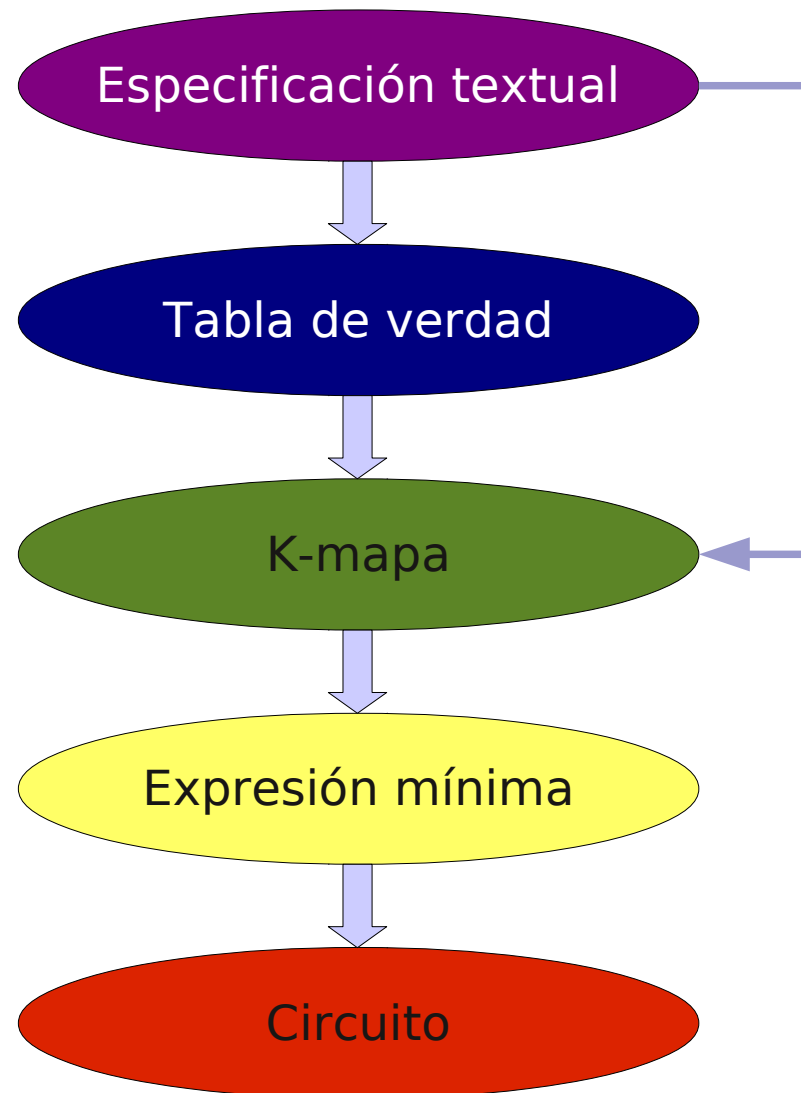 Especificación textual
Tabla de verdad
K-mapa
Expresión mínima
Circuito